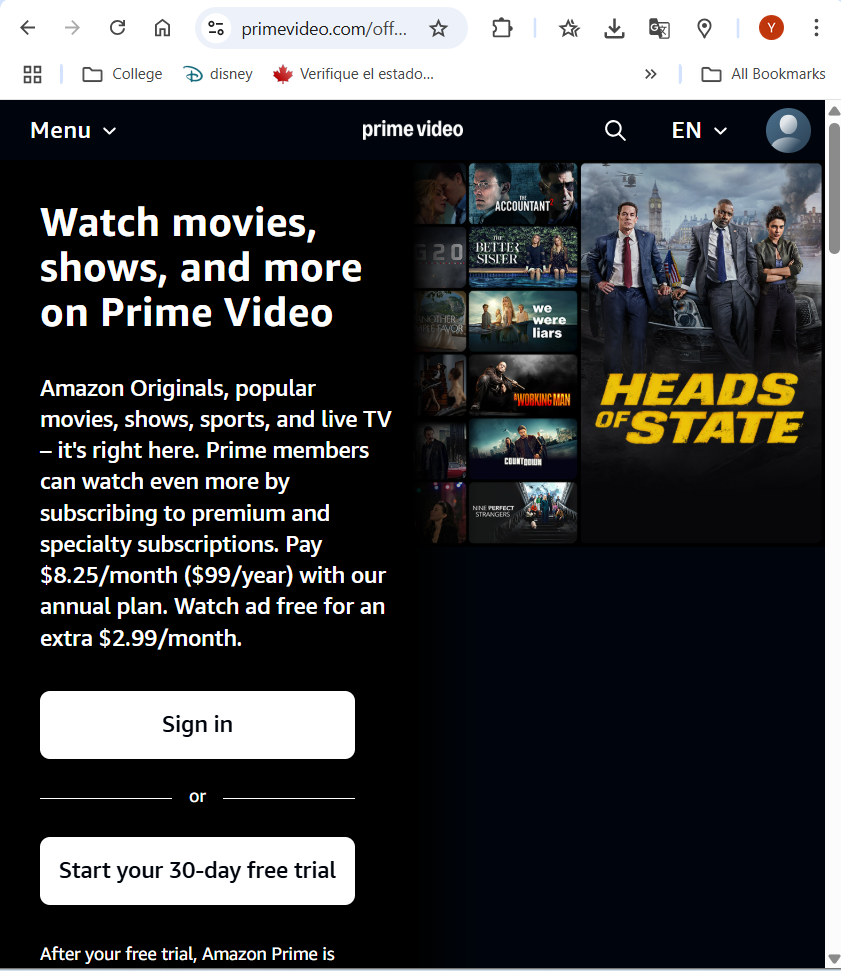 primevideo.com/off...
Y
College
disney
Verifique el estado...
»
All Bookmarks
Menu
prime video
EN
Watch movies,
shows, and more
on Prime Video
Amazon Originals, popular
movies, shows, sports, and live TV
– it's right here. Prime members
can watch even more by
subscribing to premium and
specialty subscriptions. Pay
$8.25/month ($99/year) with our
annual plan. Watch ad free for an
extra $2.99/month.
Sign in
or
Start your 30-day free trial
After your free trial, Amazon Prime is
THE
ACCOUNTANT²
G20
THE
BETTER
SISTER
ANOTHER
we
were
liars
A WORKING MAN
COUNTDOWN
NINE PERFECT
STRANGERS
HEADS
OF STATE